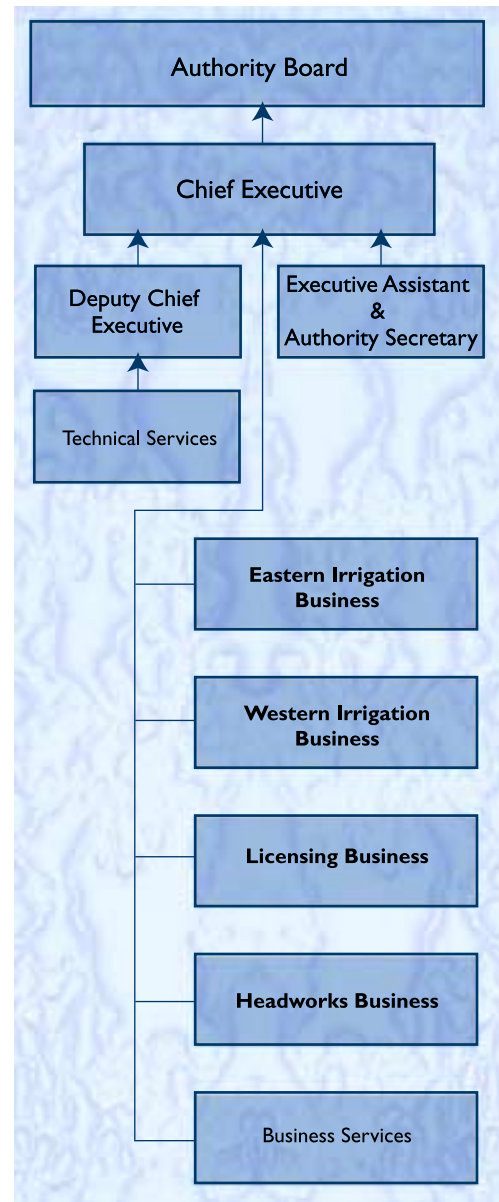 Authority Board
Chief Executive
Deputy Chief
Executive
Executive Assistant
&
Authority Secretary
Technical Services
Eastern Irrigation
Business
Western Irrigation
Business
Licensing Business
Headworks Business
Business Services